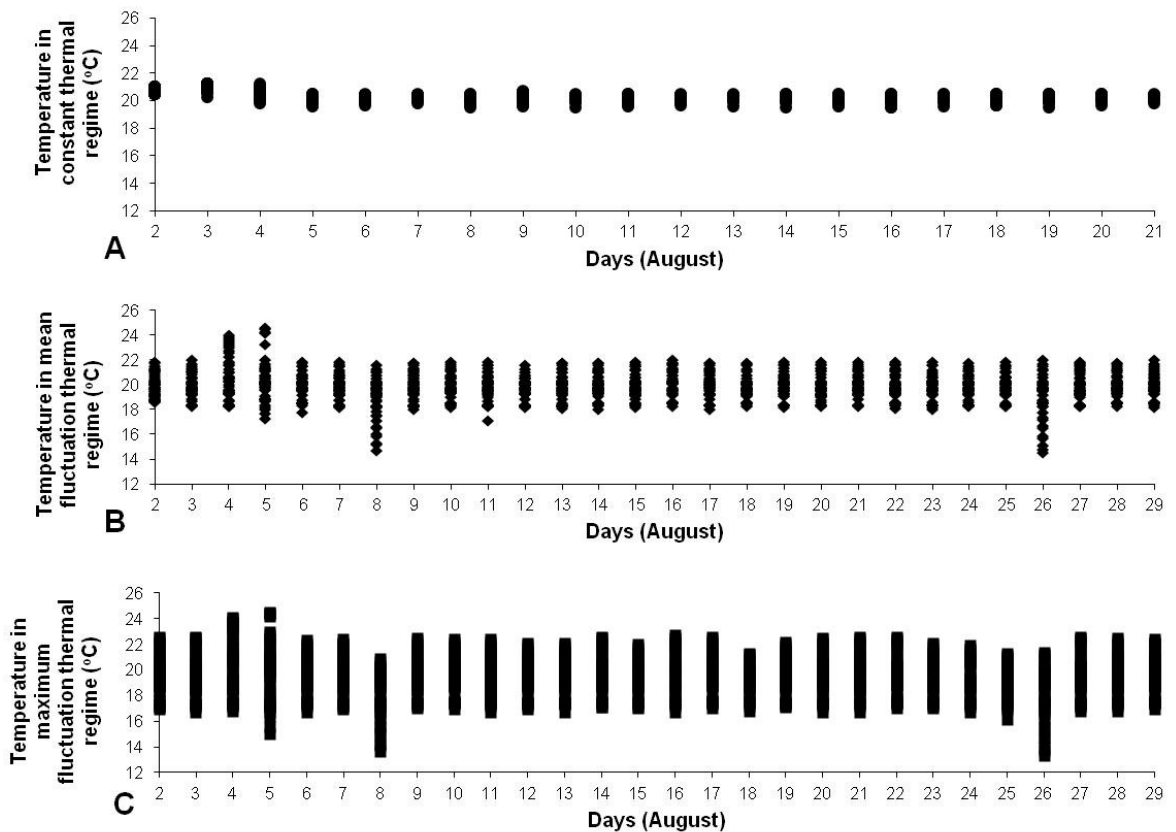 Temperature in
constant thermal
regime (°C)
26
24
22
20
18
16
14
12
2 3 4 5 6 7 8 9 10 11 12 13 14 15 16 17 18 19 20 21
A
Days (August)
Temperature in mean
fluctuation thermal
regime (°C)
26
24
22
20
18
16
14
12
2 3 4 5 6 7 8 9 10 11 12 13 14 15 16 17 18 19 20 21 22 23 24 25 26 27 28 29
B
Days (August)
Temperature in
maximum
fluctuation thermal
regime (°C)
26
24
22
20
18
16
14
12
2 3 4 5 6 7 8 9 10 11 12 13 14 15 16 17 18 19 20 21 22 23 24 25 26 27 28 29
C
Days (August)